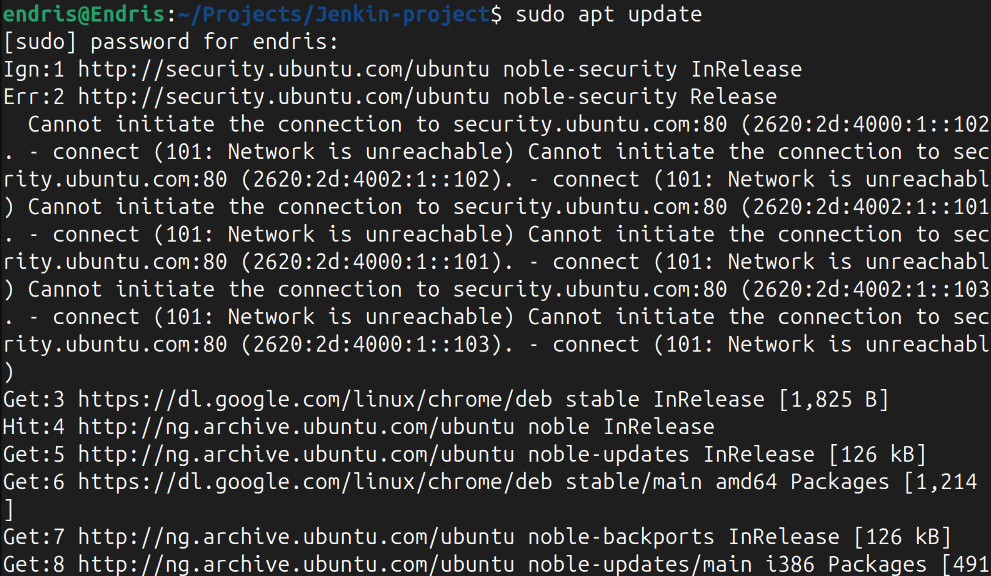 endris@Endris:~/Projects/Jenkin-project$ sudo apt update
[sudo] password for endris:
Ign:1 http://security.ubuntu.com/ubuntu noble-security InRelease
Err:2 http://security.ubuntu.com/ubuntu noble-security Release
  Cannot initiate the connection to security.ubuntu.com:80 (2620:2d:4000:1::102
. - connect (101: Network is unreachable) Cannot initiate the connection to sec
rity.ubuntu.com:80 (2620:2d:4002:1::102). - connect (101: Network is unreachabl
) Cannot initiate the connection to security.ubuntu.com:80 (2620:2d:4002:1::101
. - connect (101: Network is unreachable) Cannot initiate the connection to sec
rity.ubuntu.com:80 (2620:2d:4000:1::101). - connect (101: Network is unreachabl
) Cannot initiate the connection to security.ubuntu.com:80 (2620:2d:4002:1::103
. - connect (101: Network is unreachable) Cannot initiate the connection to sec
rity.ubuntu.com:80 (2620:2d:4000:1::103). - connect (101: Network is unreachabl
)
Get:3 https://dl.google.com/linux/chrome/deb stable InRelease [1,825 B]
Hit:4 http://ng.archive.ubuntu.com/ubuntu noble InRelease
Get:5 http://ng.archive.ubuntu.com/ubuntu noble-updates InRelease [126 kB]
Get:6 https://dl.google.com/linux/chrome/deb stable/main amd64 Packages [1,214
]
Get:7 http://ng.archive.ubuntu.com/ubuntu noble-backports InRelease [126 kB]
Get:8 http://ng.archive.ubuntu.com/ubuntu noble-updates/main i386 Packages [491